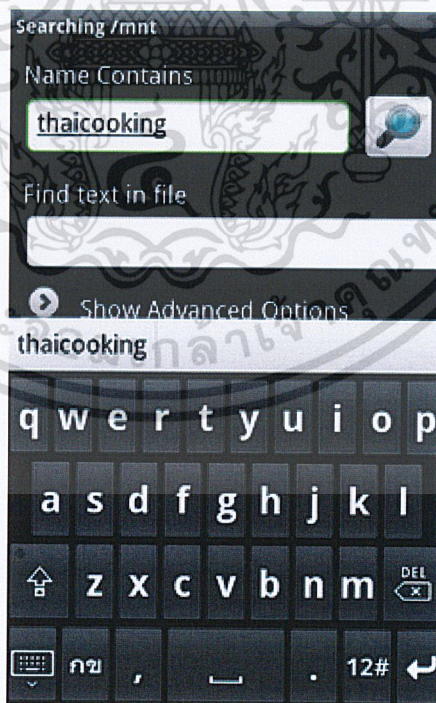 Searching /mnt
Name Contains
thaicooking
Find text in file
Show Advanced Options
thaicooking
q w e r t y u i o p
a s d f g h j k l
z x c v b n m DEL
กข , . 12#